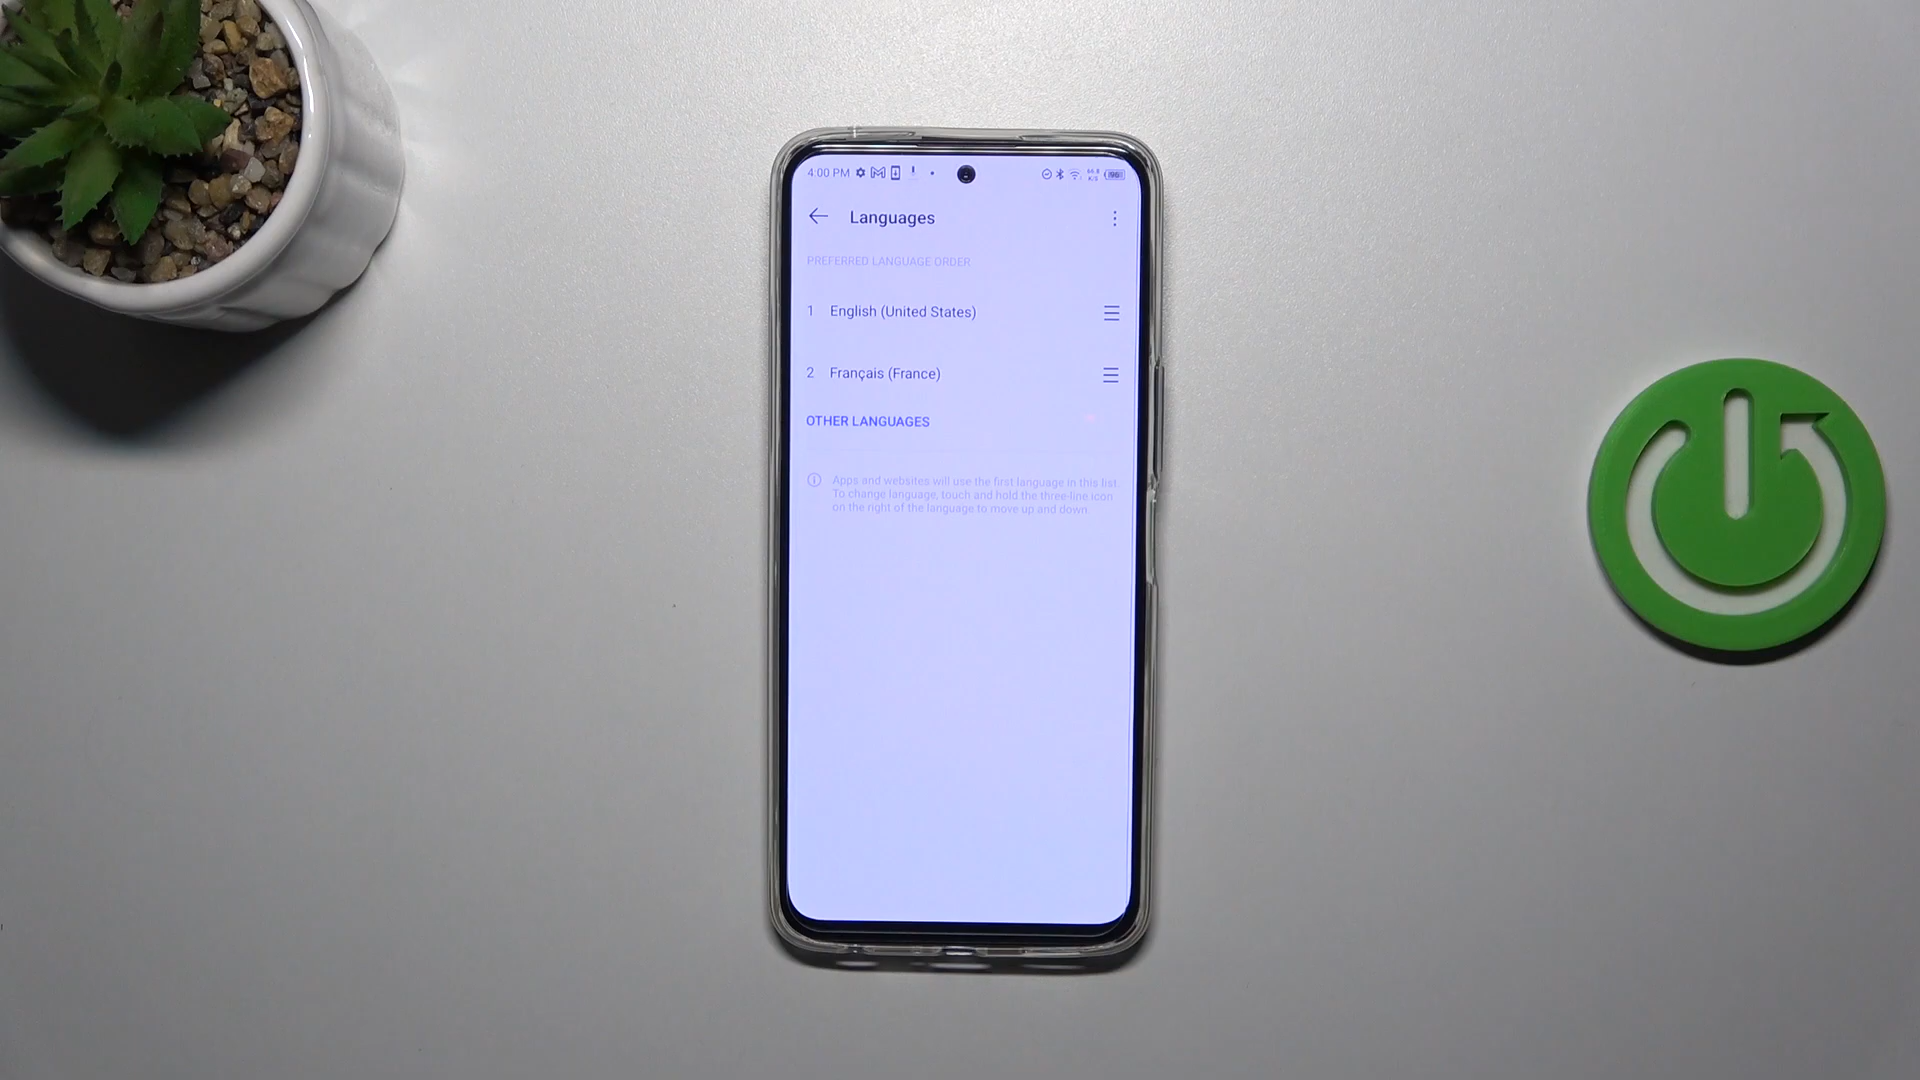 4:00 PM
Languages
PREFERRED LANGUAGE ORDER
1 English (United States)
2 Français (France)
OTHER LANGUAGES
Apps and websites will use the first language in this list.
To change language, touch and hold the three-line icon
on the right of the language to move up and down.